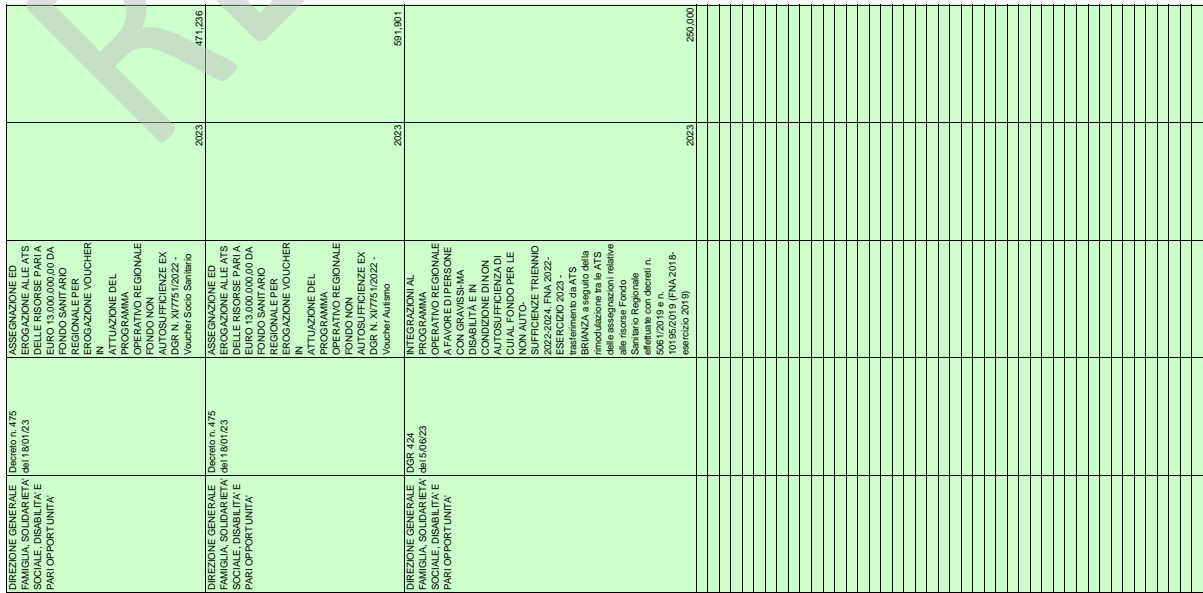 DIREZIONE GENERALE
FAMIGLIA, SOLIDARIETA'
SOCIALE, DISABILITA' E
PARI OPPORTUNITA'
Decreto n. 475
del 18/01/23
ASSEGNAZIONE ED
EROGAZIONE ALLE ATS
DELLE RISORSE PARI A
EURO 13.000.000,00 DA
FONDO SANITARIO
REGIONALE PER
EROGAZIONE VOUCHER
IN
ATTUAZIONE DEL
PROGRAMMA
OPERATIVO REGIONALE
FONDO NON
AUTOSUFFICIENZE EX
DGR N. XI/7751/2022 -
Voucher Socio Sanitario
2023
471,236
DIREZIONE GENERALE
FAMIGLIA, SOLIDARIETA'
SOCIALE, DISABILITA' E
PARI OPPORTUNITA'
Decreto n. 475
del 18/01/23
ASSEGNAZIONE ED
EROGAZIONE ALLE ATS
DELLE RISORSE PARI A
EURO 13.000.000,00 DA
FONDO SANITARIO
REGIONALE PER
EROGAZIONE VOUCHER
IN
ATTUAZIONE DEL
PROGRAMMA
OPERATIVO REGIONALE
FONDO NON
AUTOSUFFICIENZE EX
DGR N. XI/7751/2022 -
Voucher Autismo
2023
591,901
DIREZIONE GENERALE
FAMIGLIA, SOLIDARIETA'
SOCIALE, DISABILITA' E
PARI OPPORTUNITA'
DGR 424
del 5/06/23
INTEGRAZIONI AL
PROGRAMMA
OPERATIVO REGIONALE
A FAVORE DI PERSONE
CON GRAVISSI-MA
DISABILITÀ E IN
CONDIZIONE DI NON
AUTOSUFFICIENZA DI
CUI AL FONDO PER LE
NON AUTO-
SUFFICIENZE TRIENNIO
2022-2024. FNA 2022-
ESERCIZIO 2023 -
trasferimento da ATS
BRIANZA a seguito della
rimodulazione tra le ATS
delle assegnazioni relative
alle risorse Fondo
Sanitario Regionale
effettuate con decreti n.
5061/2019 e n.
10195/2019 (FNA 2018-
esercizio 2019)
2023
250,000